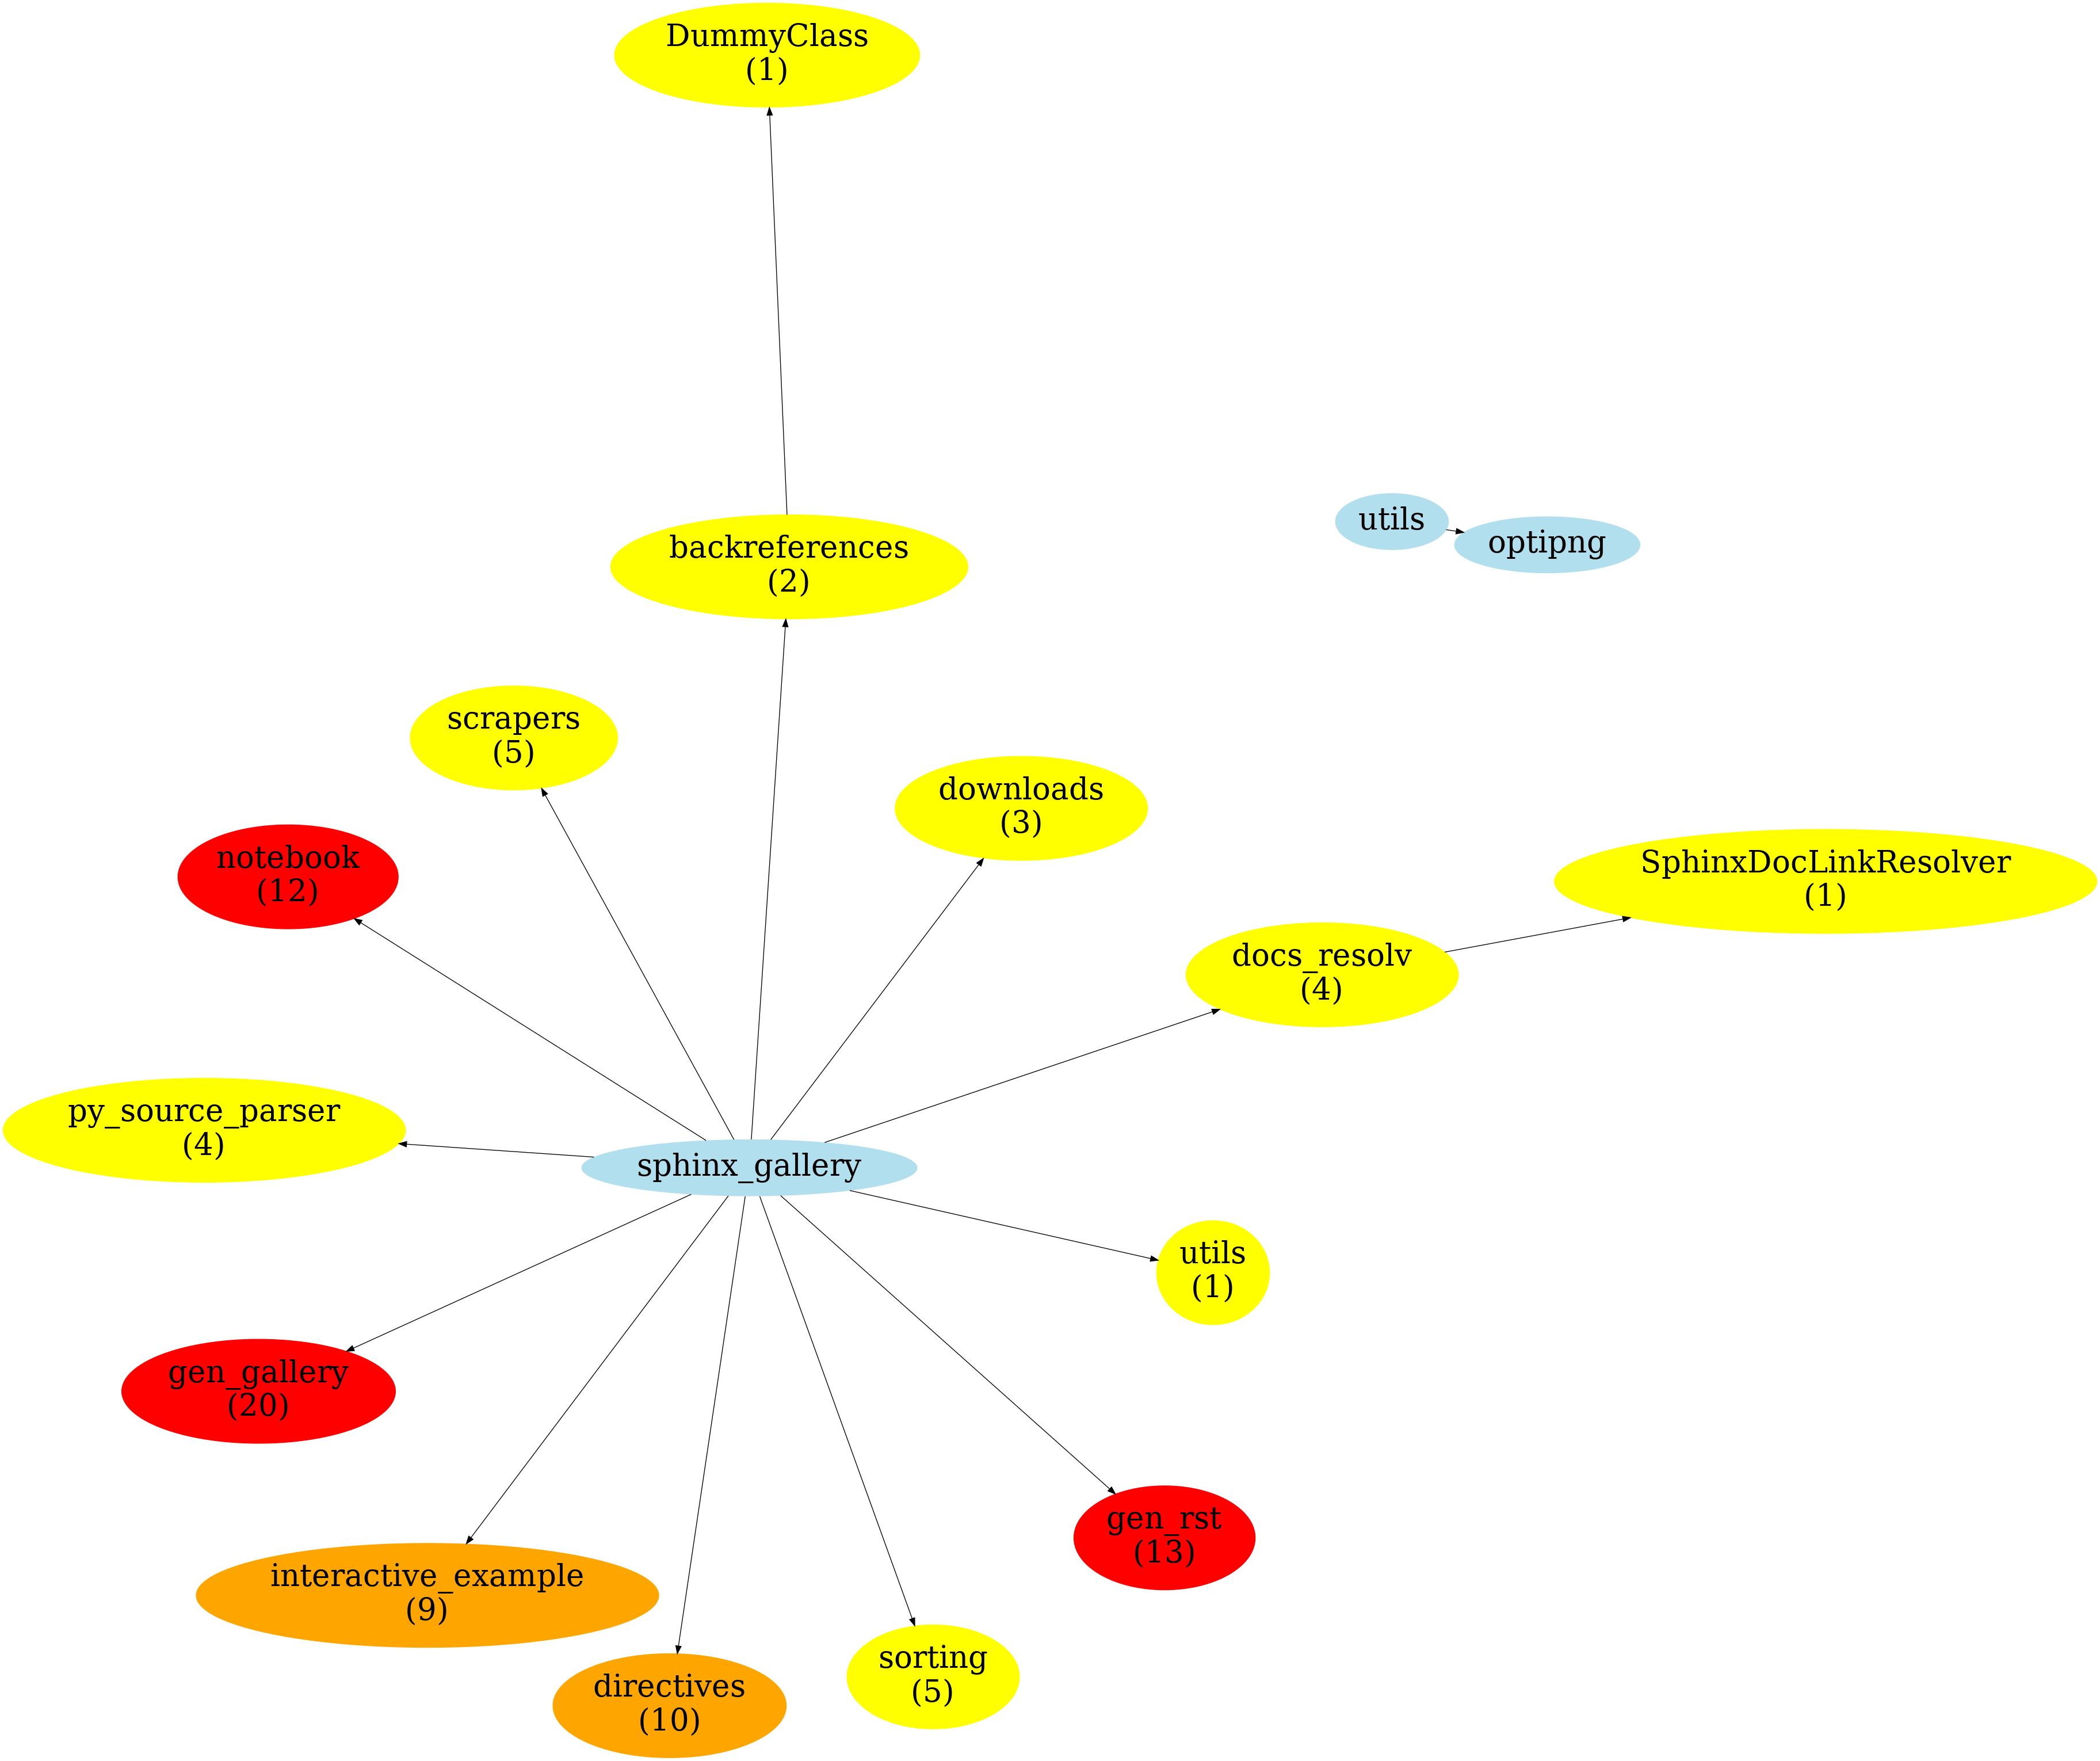 DummyClass
(1)
utils
optipng
backreferences
(2)
scrapers
(5)
downloads
(3)
notebook
(12)
SphinxDocLinkResolver
(1)
docs_resolv
(4)
py_source_parser
(4)
sphinx_gallery
utils
(1)
gen_gallery
(20)
gen_rst
(13)
interactive_example
(9)
sorting
(5)
directives
(10)